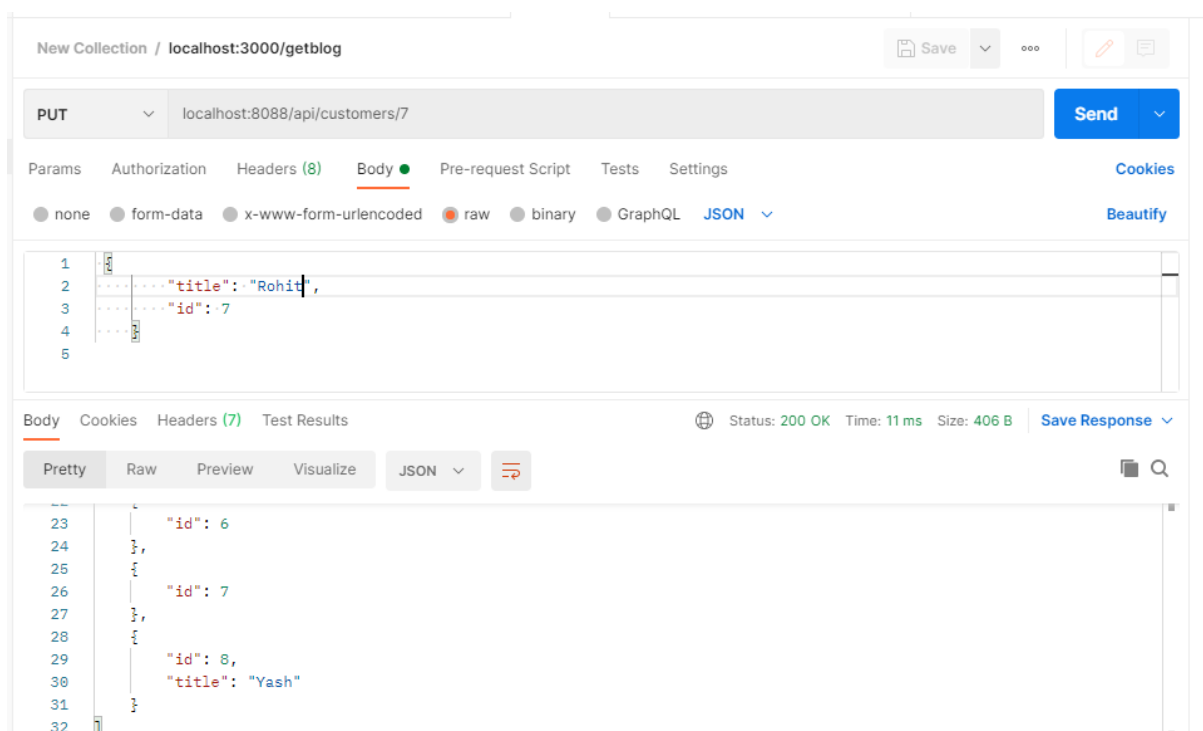 New Collection / localhost:3000/getblog Save ooo
PUT localhost:8088/api/customers/7 Send
Params Authorization Headers (8) Body Pre-request Script Tests Settings Cookies
none form-data x-www-form-urlencoded raw binary GraphQL JSON Beautify
1 {
2 "title": "Rohit",
3 "id": 7
4 }
5
Body Cookies Headers (7) Test Results Status: 200 OK Time: 11 ms Size: 406 B Save Response
Pretty Raw Preview Visualize JSON
22 {
23 "id": 6
24 },
25 {
26 "id": 7
27 },
28 {
29 "id": 8,
30 "title": "Yash"
31 }
32 ]